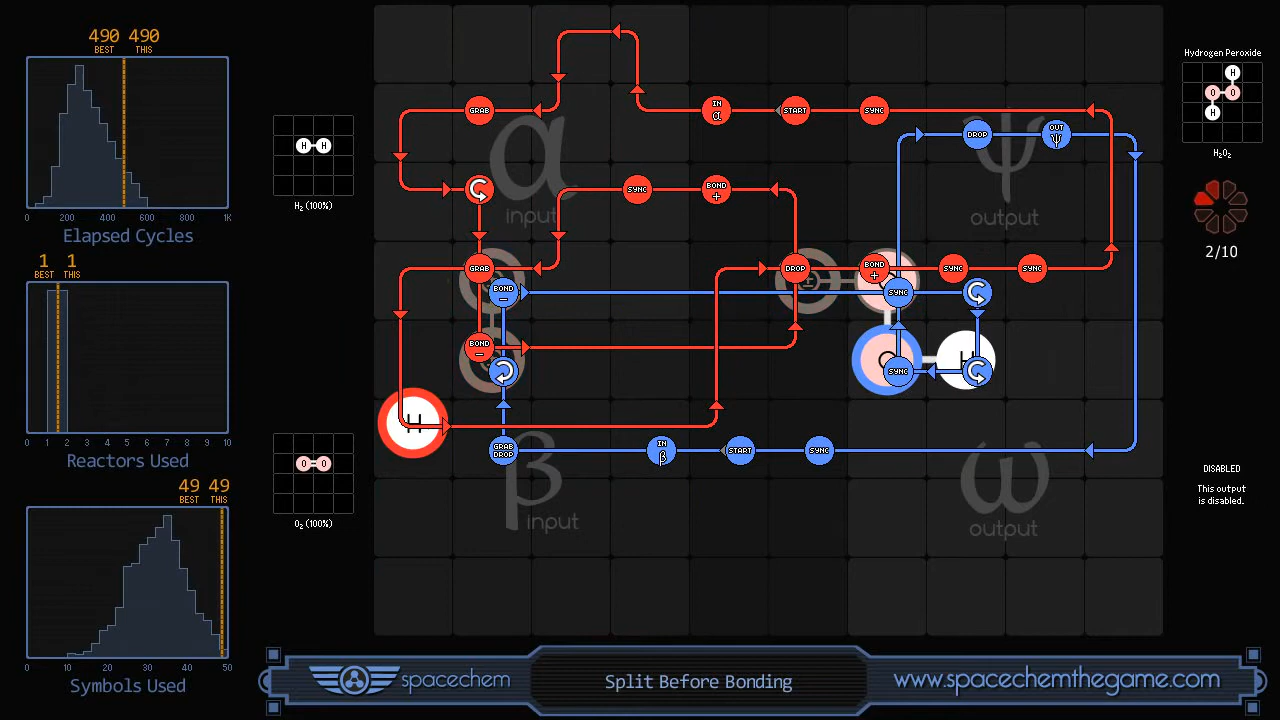 490 490
BEST THIS
0 200 400 600 800 1K
Elapsed Cycles
1 1
BEST THIS
0 1 2 3 4 5 6 7 8 9 10
Reactors Used
49 49
BEST THIS
0 10 20 30 40 50
Symbols Used
H H
H₂ (100%)
O O
O₂ (100%)
GRAB
IN α
START
SYNC
α
input
DROP
OUT Ψ
Ψ
output
SYNC
BOND +
GRAB
DROP
BOND +
SYNC
SYNC
BOND –
SYNC
BOND –
SYNC
H
H
GRAB DROP
IN β
START
SYNC
β
input
ω
output
Hydrogen Peroxide
H
O O
H
H₂O₂
2/10
DISABLED
This output
is disabled.
spacechem
Split Before Bonding
www.spacechemthegame.com